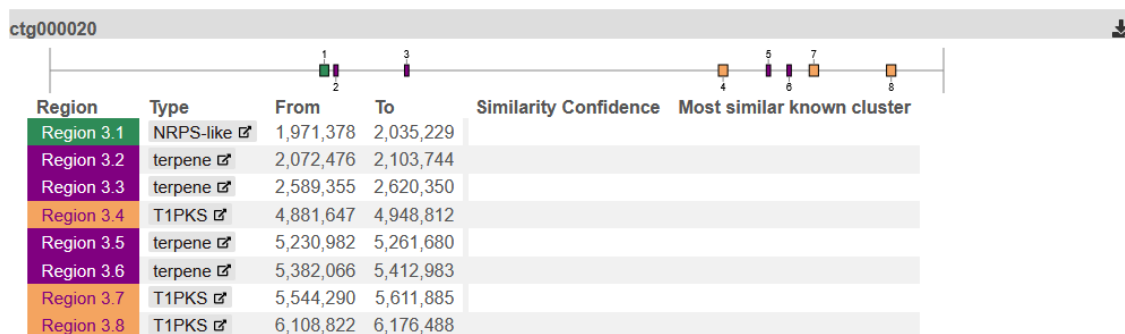 ctg000020
1 3 5 7
2 4 6 8
Region Type From To Similarity Confidence Most similar known cluster
Region 3.1 NRPS-like 1,971,378 2,035,229
Region 3.2 terpene 2,072,476 2,103,744
Region 3.3 terpene 2,589,355 2,620,350
Region 3.4 T1PKS 4,881,647 4,948,812
Region 3.5 terpene 5,230,982 5,261,680
Region 3.6 terpene 5,382,066 5,412,983
Region 3.7 T1PKS 5,544,290 5,611,885
Region 3.8 T1PKS 6,108,822 6,176,488